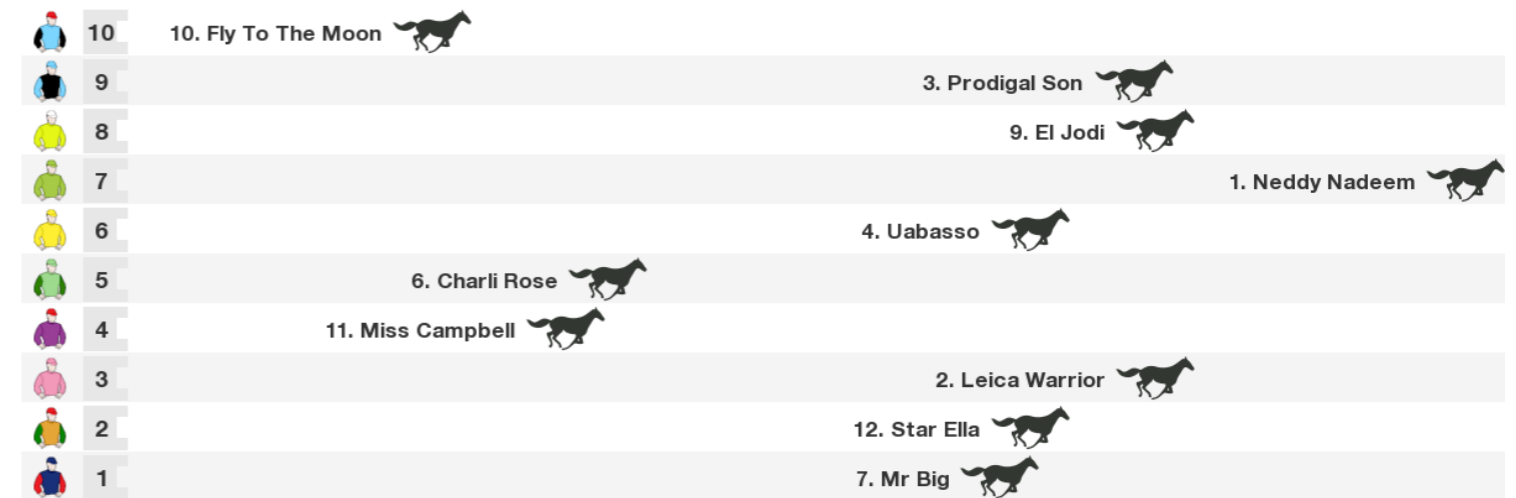 10 10. Fly To The Moon
9 3. Prodigal Son
8 9. El Jodi
7 1. Neddy Nadeem
6 4. Uabasso
5 6. Charli Rose
4 11. Miss Campbell
3 2. Leica Warrior
2 12. Star Ella
1 7. Mr Big